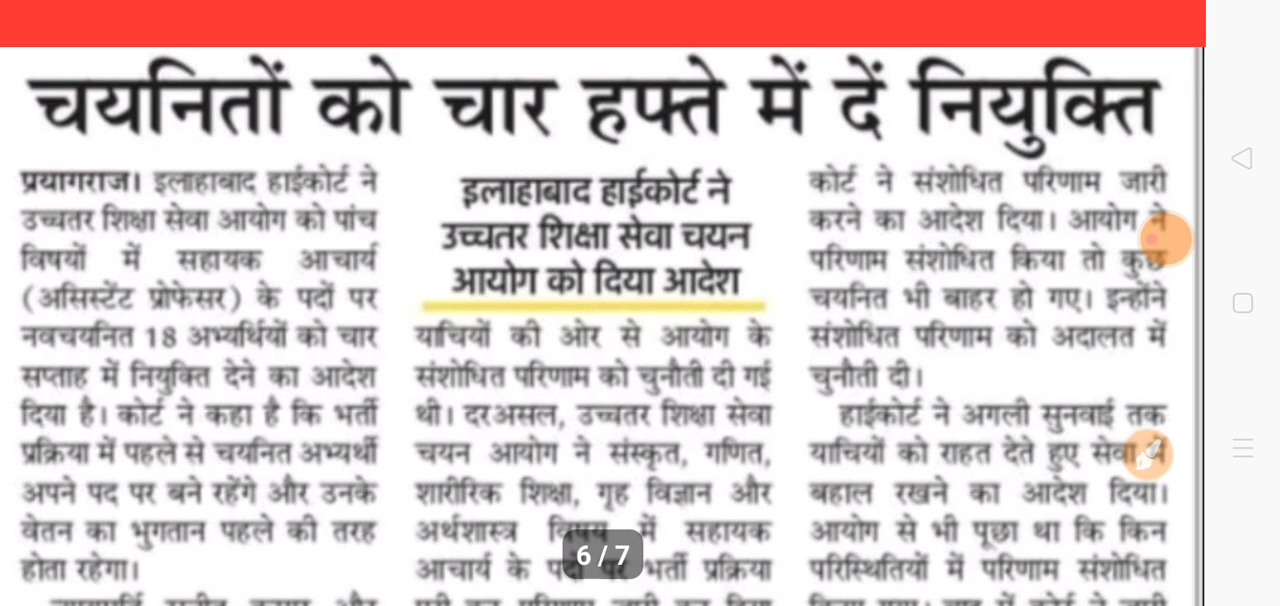 चयनितों को चार हफ्ते में दें नियुक्ति
प्रयागराज। इलाहाबाद हाईकोर्ट ने
उच्चतर शिक्षा सेवा आयोग को पांच
विषयों में सहायक आचार्य
(असिस्टेंट प्रोफेसर) के पदों पर
नवचयनित 18 अभ्यर्थियों को चार
सप्ताह में नियुक्ति देने का आदेश
दिया है। कोर्ट ने कहा है कि भर्ती
प्रक्रिया में पहले से चयनित अभ्यर्थी
अपने पद पर बने रहेंगे और उनके
वेतन का भुगतान पहले की तरह
होता रहेगा।
इलाहाबाद हाईकोर्ट ने
उच्चतर शिक्षा सेवा चयन
आयोग को दिया आदेश
याचियों की ओर से आयोग के
संशोधित परिणाम को चुनौती दी गई
थी। दरअसल, उच्चतर शिक्षा सेवा
चयन आयोग ने संस्कृत, गणित,
शारीरिक शिक्षा, गृह विज्ञान और
अर्थशास्त्र विषय में सहायक
आचार्य के पदों पर भर्ती प्रक्रिया
कोर्ट ने संशोधित परिणाम जारी
करने का आदेश दिया। आयोग ने
परिणाम संशोधित किया तो कुछ
चयनित भी बाहर हो गए। इन्होंने
संशोधित परिणाम को अदालत में
चुनौती दी।
हाईकोर्ट ने अगली सुनवाई तक
याचियों को राहत देते हुए सेवा में
बहाल रखने का आदेश दिया।
आयोग से भी पूछा था कि किन
परिस्थितियों में परिणाम संशोधित
6 / 7